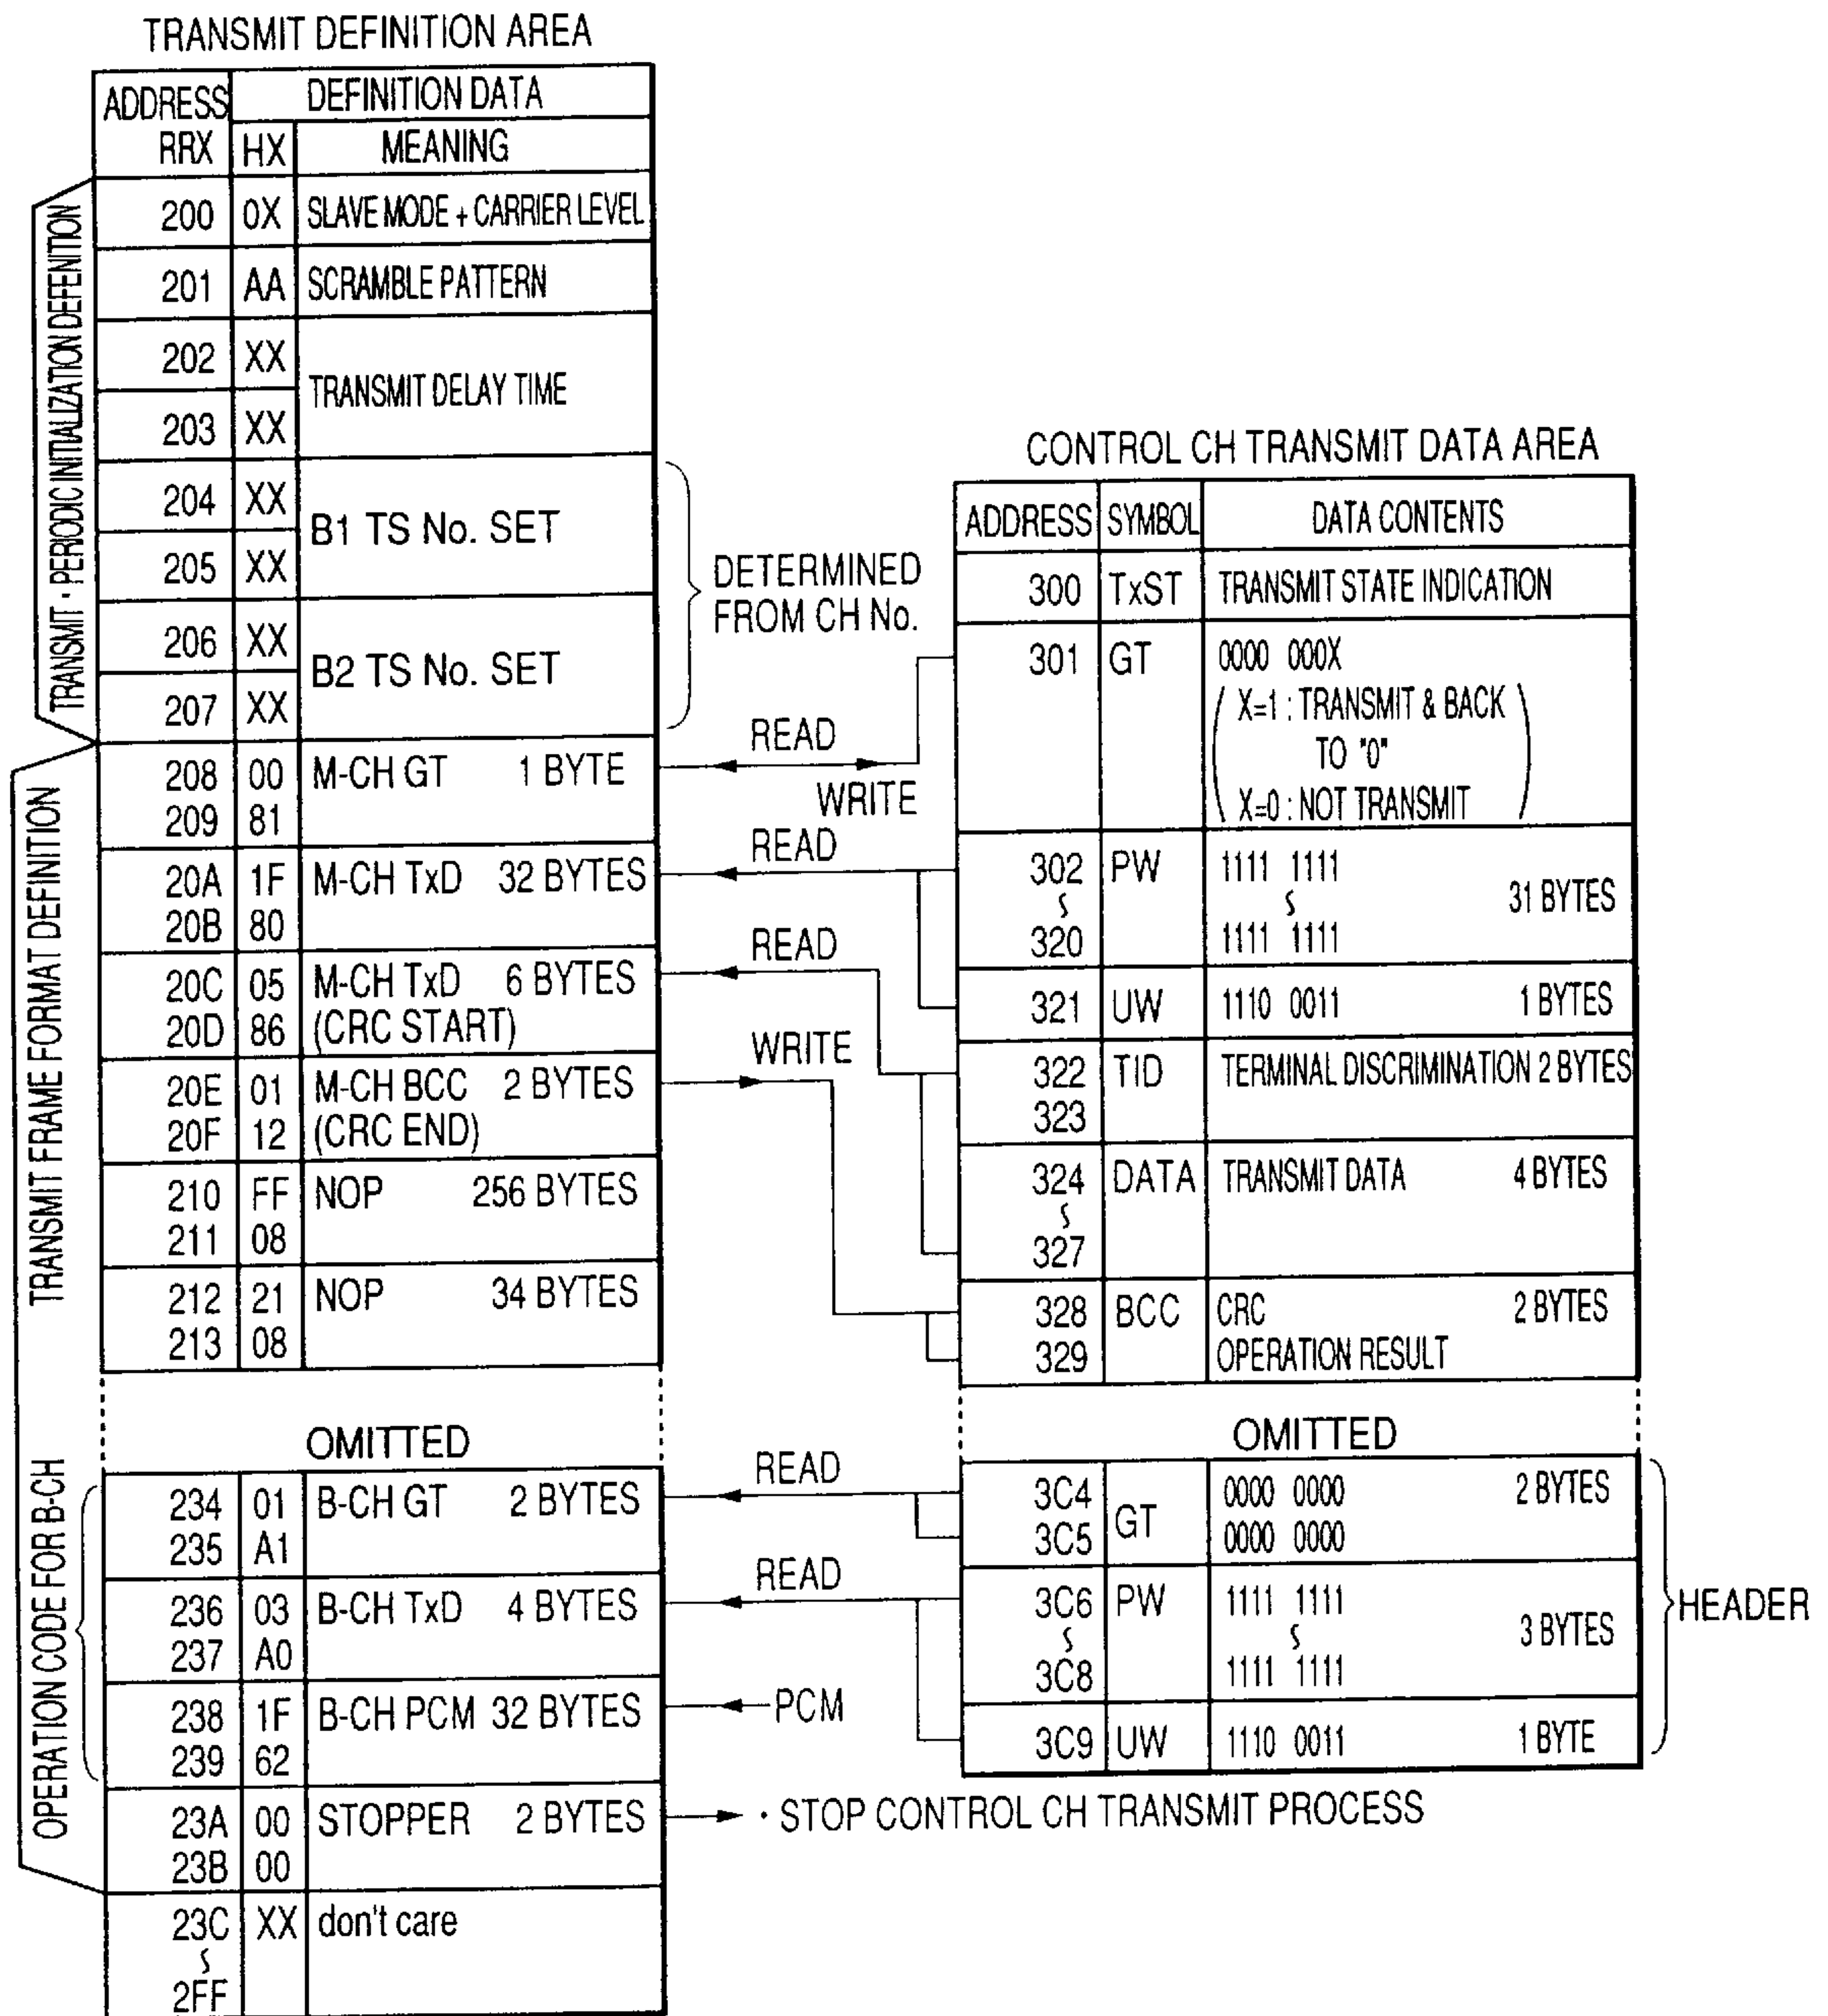 TRANSMIT DEFINITION AREA
ADDRESS RRX | DEFINITION DATA
HX | MEANING
TRANSMIT · PERIODIC INITIALIZATION DEFENITION
200 0X SLAVE MODE + CARRIER LEVEL
201 AA SCRAMBLE PATTERN
202 XX TRANSMIT DELAY TIME
203 XX
204 XX B1 TS No. SET
205 XX
206 XX B2 TS No. SET
207 XX
DETERMINED
FROM CH No.
TRANSMIT FRAME FORMAT DEFINITION
208 00 M-CH GT 1 BYTE
209 81
READ
WRITE
20A 1F M-CH TxD 32 BYTES
20B 80
READ
20C 05 M-CH TxD 6 BYTES
20D 86 (CRC START)
READ
20E 01 M-CH BCC 2 BYTES
20F 12 (CRC END)
WRITE
210 FF NOP 256 BYTES
211 08
212 21 NOP 34 BYTES
213 08
OMITTED
OPERATION CODE FOR B-CH
234 01 B-CH GT 2 BYTES
235 A1
READ
236 03 B-CH TxD 4 BYTES
237 A0
READ
238 1F B-CH PCM 32 BYTES
239 62
PCM
23A 00 STOPPER 2 BYTES
23B 00
· STOP CONTROL CH TRANSMIT PROCESS
23C XX don't care
∫
2FF
CONTROL CH TRANSMIT DATA AREA
ADDRESS SYMBOL DATA CONTENTS
300 TxST TRANSMIT STATE INDICATION
301 GT 0000 000X
( X=1 : TRANSMIT & BACK
TO "0"
X=0 : NOT TRANSMIT )
302 PW 1111 1111
∫ ∫ 31 BYTES
320 1111 1111
321 UW 1110 0011 1 BYTES
322 TID TERMINAL DISCRIMINATION 2 BYTES
323
324 DATA TRANSMIT DATA 4 BYTES
∫
327
328 BCC CRC 2 BYTES
329 OPERATION RESULT
OMITTED
3C4 GT 0000 0000 2 BYTES
3C5 0000 0000
3C6 PW 1111 1111
∫ ∫ 3 BYTES
3C8 1111 1111
3C9 UW 1110 0011 1 BYTE
HEADER